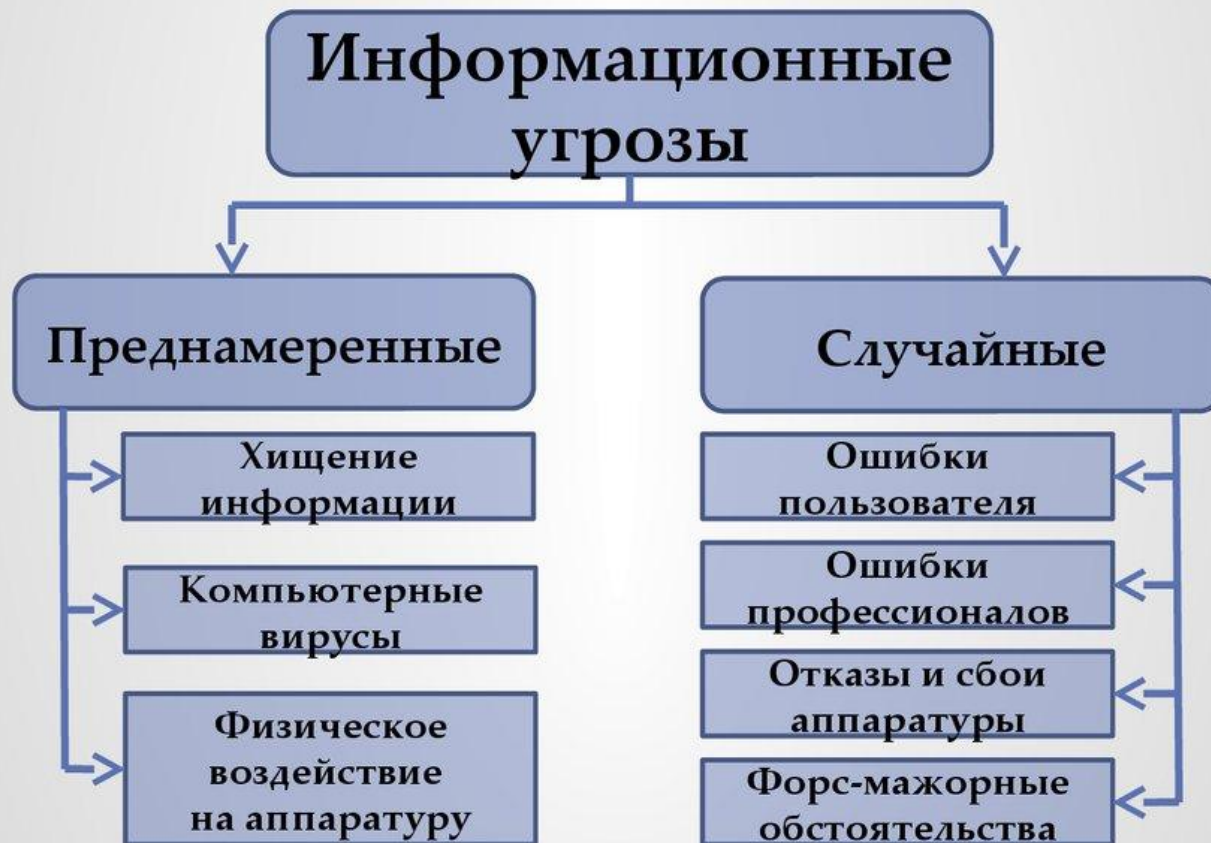 Информационные
угрозы
Преднамеренные
Хищение
информации
Компьютерные
вирусы
Физическое
воздействие
на аппаратуру
Случайные
Ошибки
пользователя
Ошибки
профессионалов
Отказы и сбои
аппаратуры
Форс-мажорные
обстоятельства